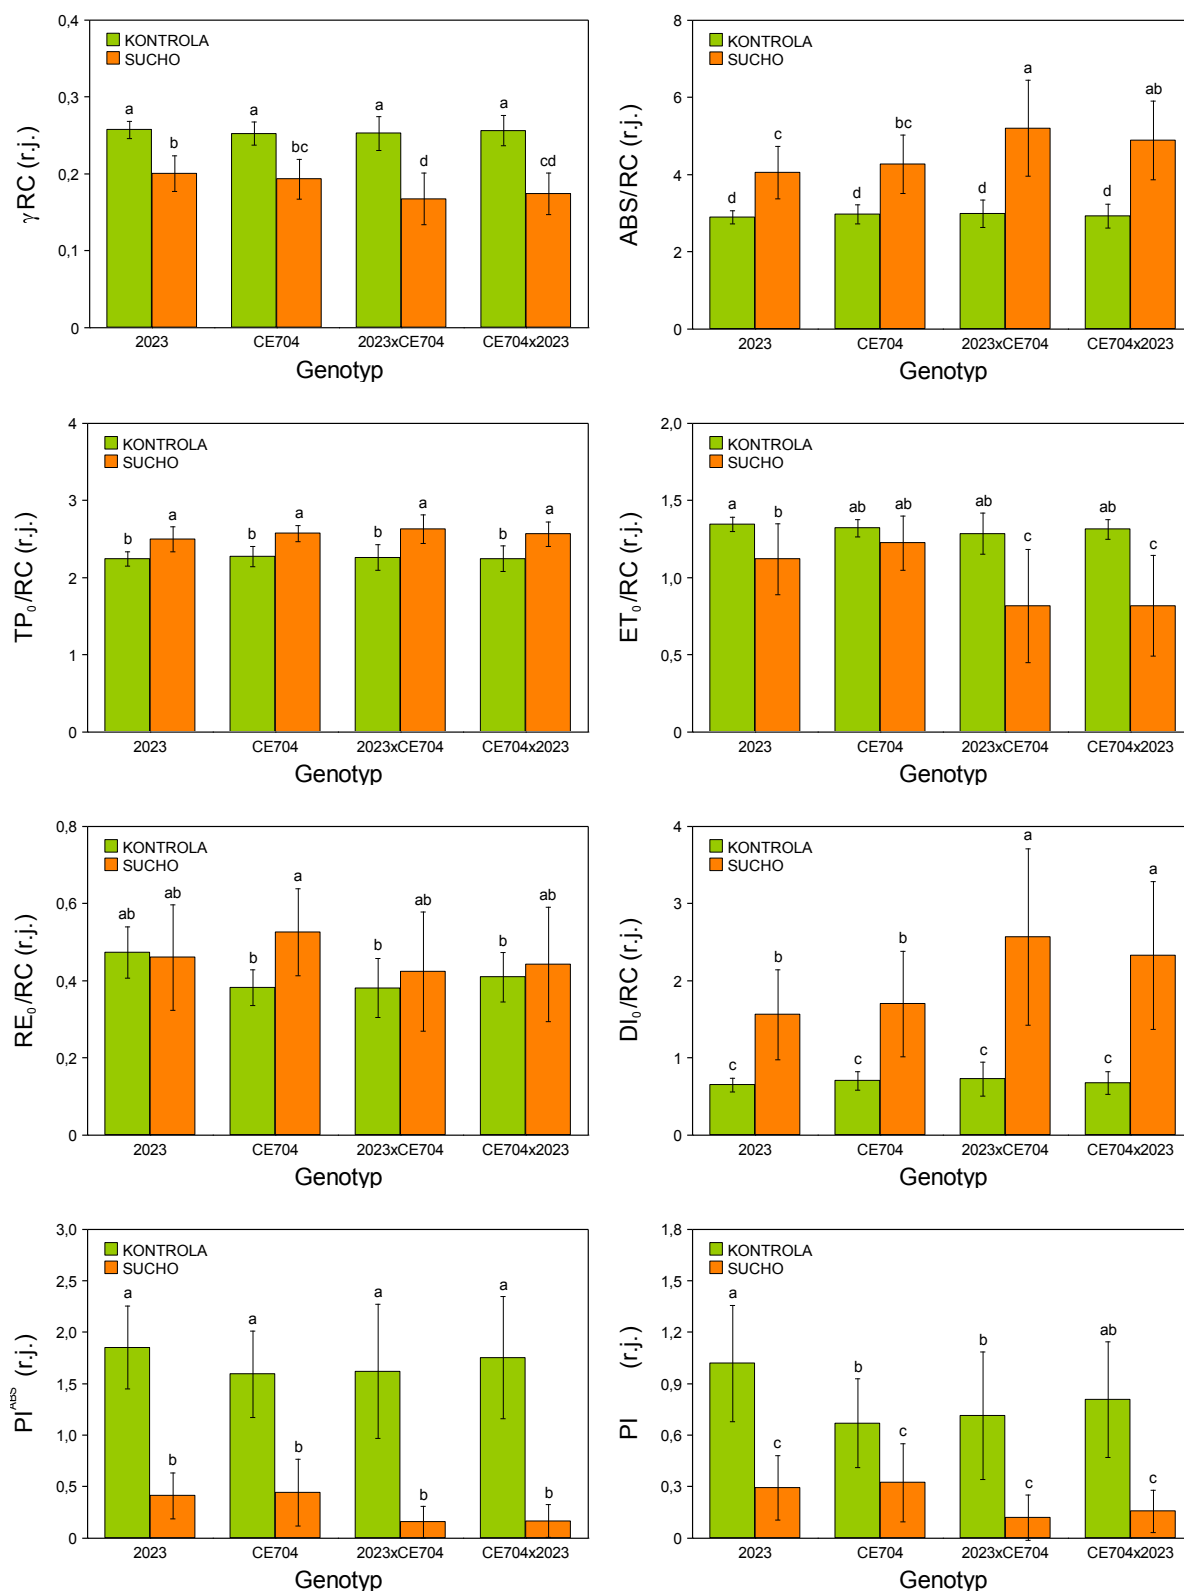 0,4
KONTROLA
SUCHO
0,3
0,2
0,1
0
γRC (r.j.)
a
b
a
bc
a
d
a
cd
2023
CE704
2023xCE704
CE704x2023
Genotyp
8
KONTROLA
SUCHO
6
4
2
0
ABS/RC (r.j.)
d
c
d
bc
d
a
d
ab
2023
CE704
2023xCE704
CE704x2023
Genotyp
4
KONTROLA
SUCHO
3
2
1
0
TP0/RC (r.j.)
b
a
b
a
b
a
b
a
2023
CE704
2023xCE704
CE704x2023
Genotyp
2,0
KONTROLA
SUCHO
1,5
1,0
0,5
0
ET0/RC (r.j.)
a
b
ab
ab
ab
c
ab
c
2023
CE704
2023xCE704
CE704x2023
Genotyp
0,8
KONTROLA
SUCHO
0,6
0,4
0,2
0
RE0/RC (r.j.)
ab
ab
b
a
b
ab
b
ab
2023
CE704
2023xCE704
CE704x2023
Genotyp
4
KONTROLA
SUCHO
3
2
1
0
DI0/RC (r.j.)
c
b
c
b
c
a
c
a
2023
CE704
2023xCE704
CE704x2023
Genotyp
3,0
KONTROLA
SUCHO
2,5
2,0
1,5
1,0
0,5
0
PIABS (r.j.)
a
b
a
b
a
b
a
b
2023
CE704
2023xCE704
CE704x2023
Genotyp
1,8
KONTROLA
SUCHO
1,5
1,2
0,9
0,6
0,3
0
PI (r.j.)
a
c
b
c
b
c
ab
c
2023
CE704
2023xCE704
CE704x2023
Genotyp